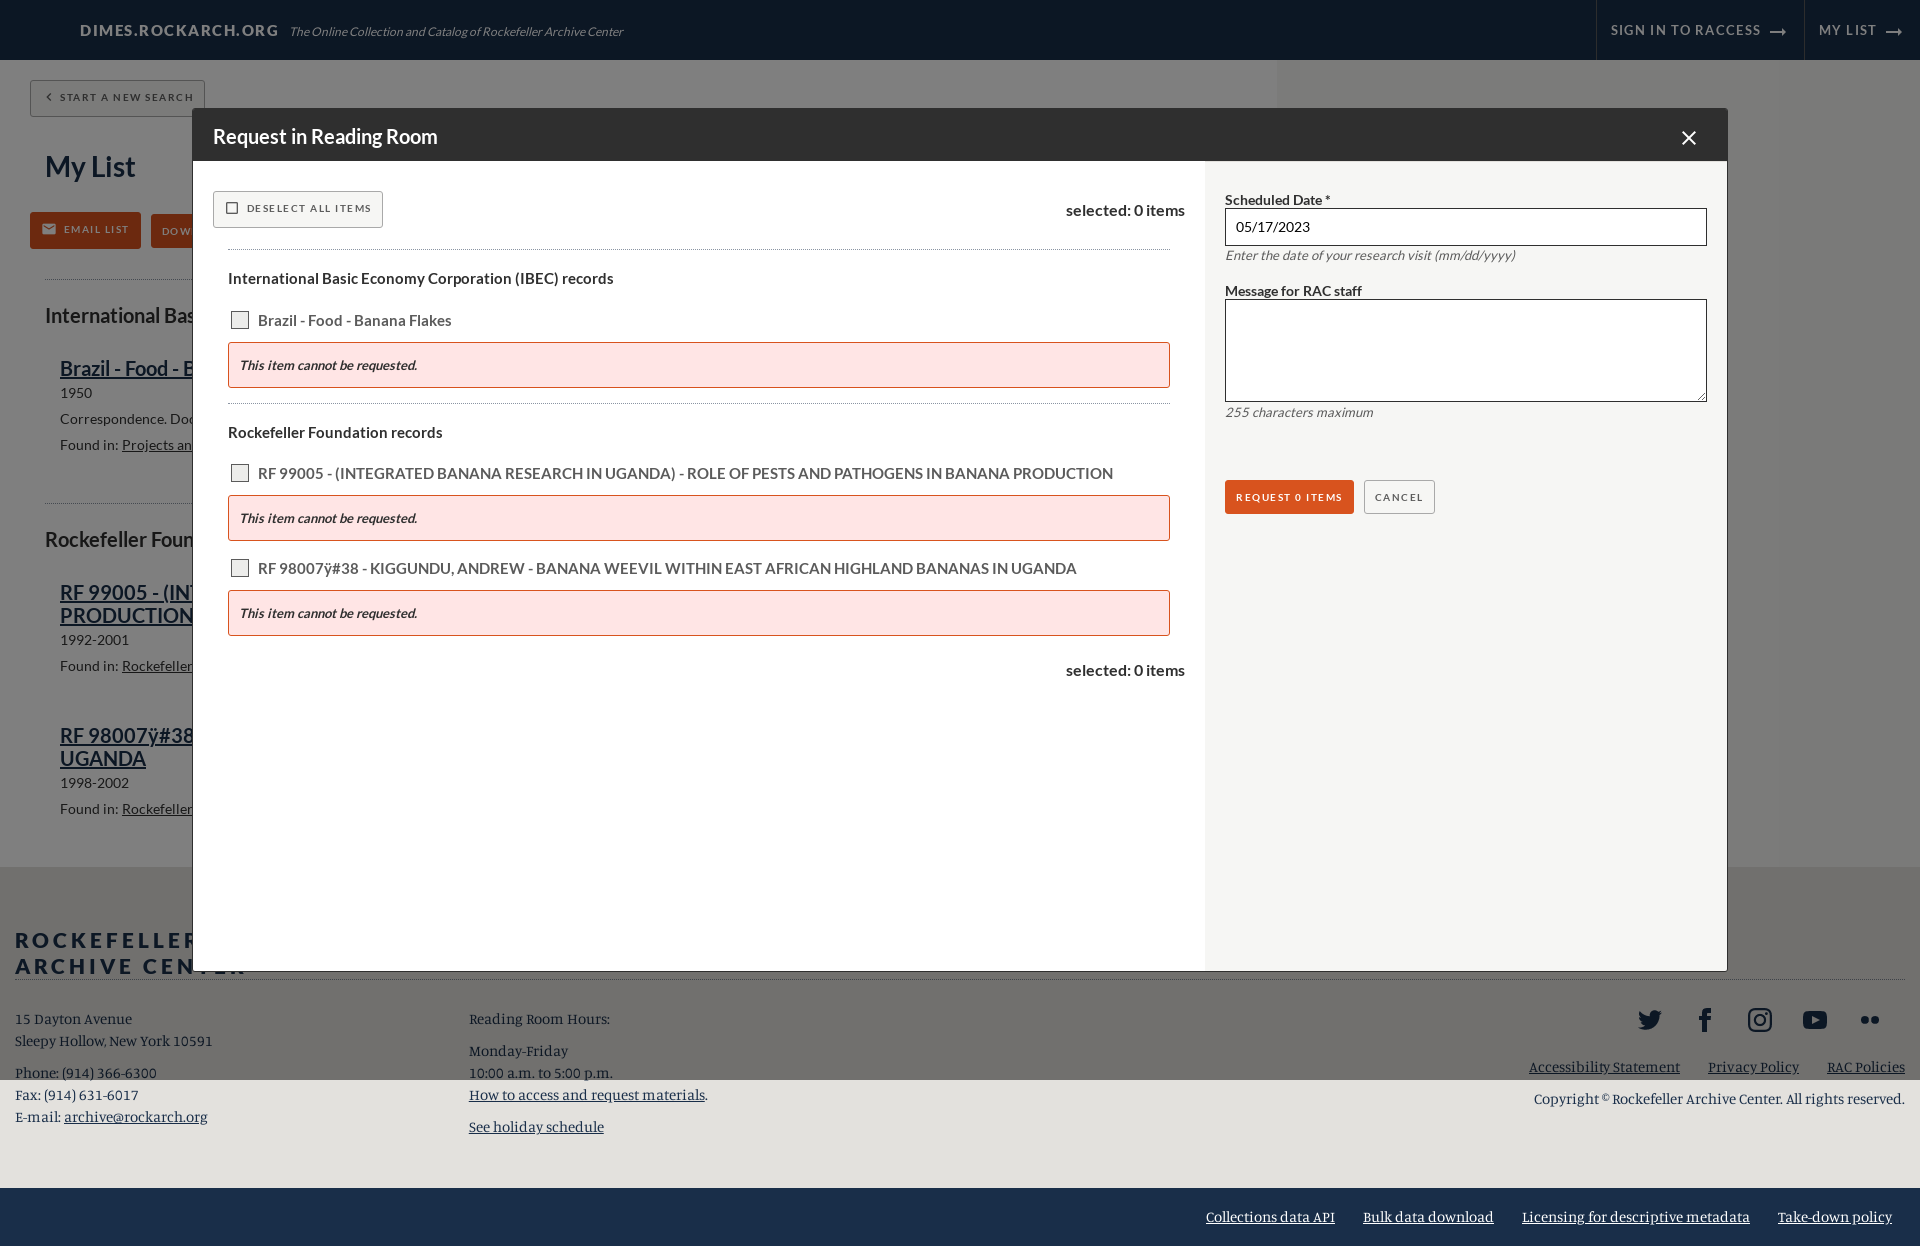 DIMES.ROCKARCH.ORG The Online Collection and Catalog of Rockefeller Archive Center
SIGN IN TO RACCESS
MY LIST
START A NEW SEARCH
My List
EMAIL LIST
International
Brazil - Food -
1950
Correspondence.
Found in: Projects
Rockefeller
RF 99005 -
PRODUCTION
1992-2001
Found in: Rockefeller
RF 98007ÿ#38
UGANDA
1998-2002
Found in: Rockefeller
Request in Reading Room
DESELECT ALL ITEMS
selected: 0 items
International Basic Economy Corporation (IBEC) records
Brazil - Food - Banana Flakes
This item cannot be requested.
Rockefeller Foundation records
RF 99005 - (INTEGRATED BANANA RESEARCH IN UGANDA) - ROLE OF PESTS AND PATHOGENS IN BANANA PRODUCTION
This item cannot be requested.
RF 98007ÿ#38 - KIGGUNDU, ANDREW - BANANA WEEVIL WITHIN EAST AFRICAN HIGHLAND BANANAS IN UGANDA
This item cannot be requested.
selected: 0 items
Scheduled Date *
05/17/2023
Enter the date of your research visit (mm/dd/yyyy)
Message for RAC staff
255 characters maximum
REQUEST 0 ITEMS
CANCEL
ROCKEFELLER
ARCHIVE CENTER
15 Dayton Avenue
Sleepy Hollow, New York 10591
Phone: (914) 366-6300
Fax: (914) 631-6017
E-mail: archive@rockarch.org
Reading Room Hours:
Monday-Friday
10:00 a.m. to 5:00 p.m.
How to access and request materials.
See holiday schedule
Accessibility Statement
Privacy Policy
RAC Policies
Copyright © Rockefeller Archive Center. All rights reserved.
Collections data API
Bulk data download
Licensing for descriptive metadata
Take-down policy